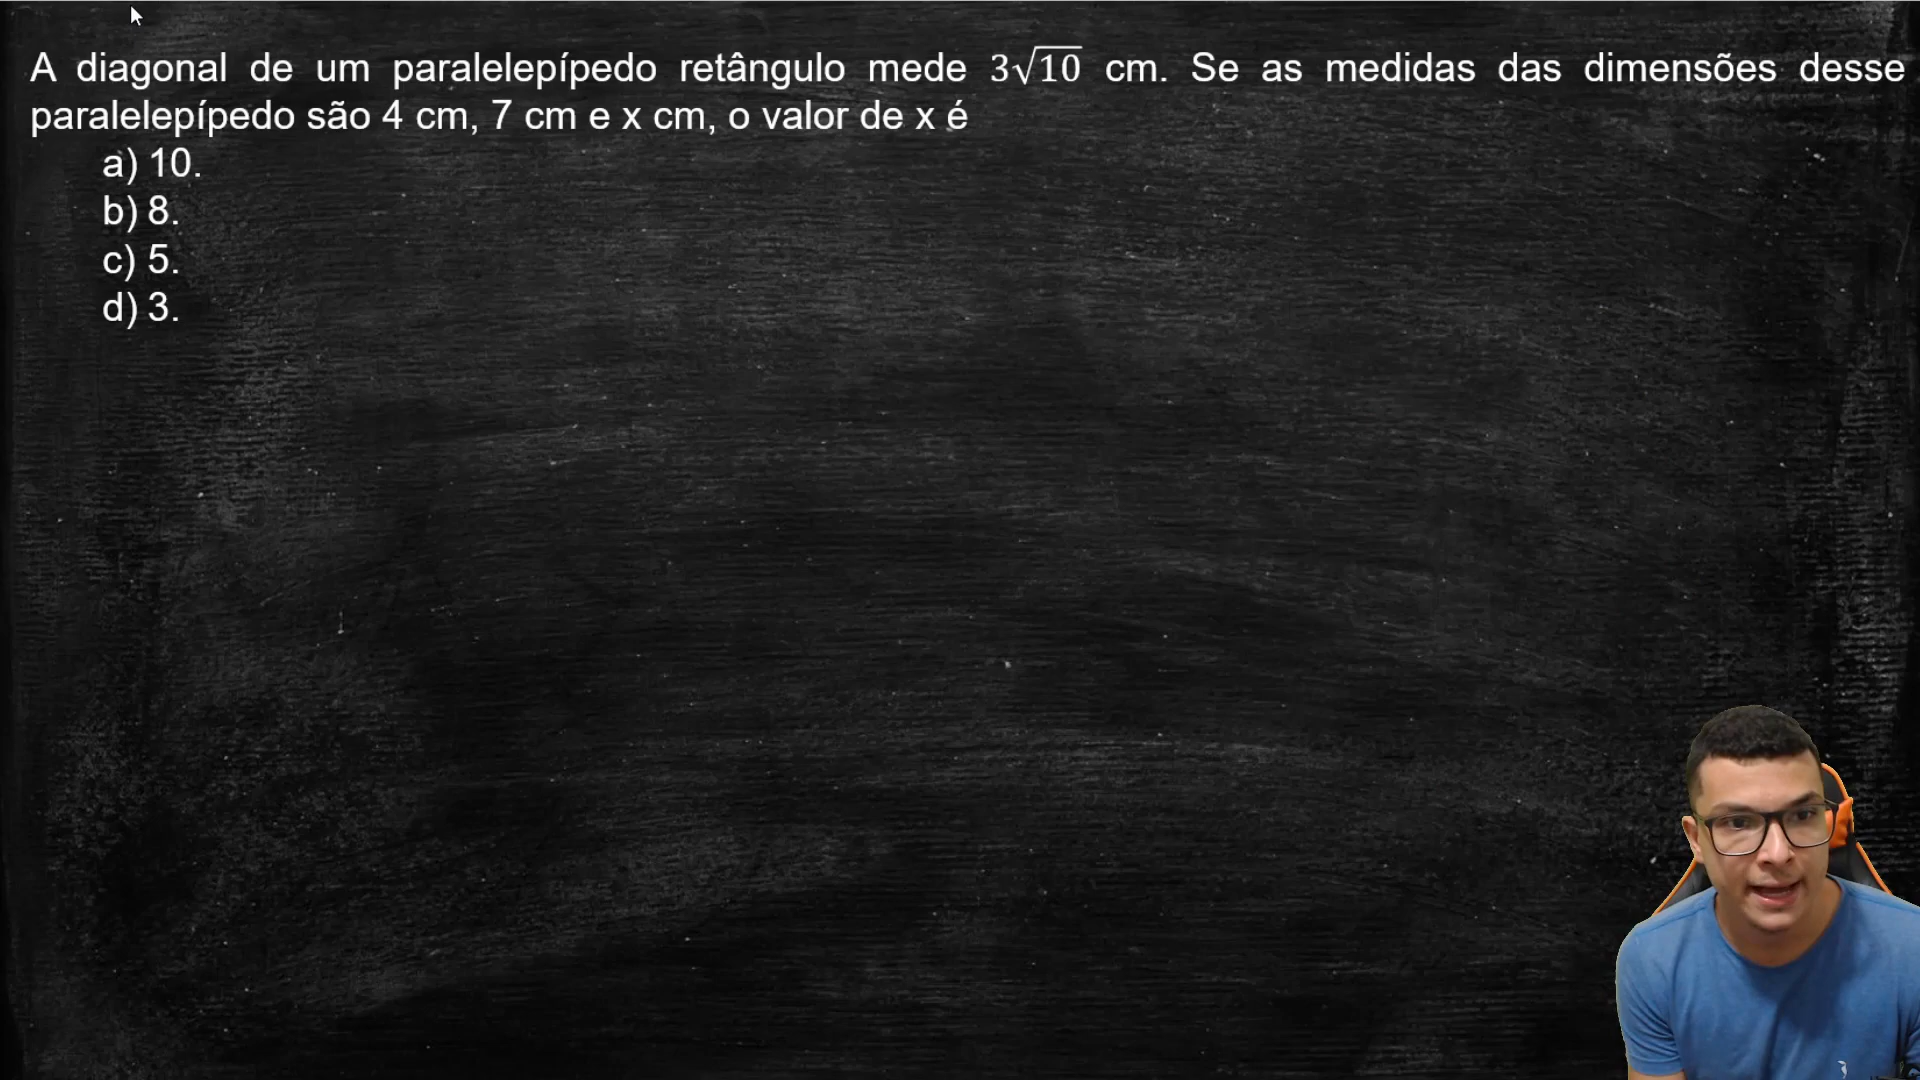 A diagonal de um paralelepípedo retângulo mede 3√10 cm. Se as medidas das dimensões desse
paralelepípedo são 4 cm, 7 cm e x cm, o valor de x é
a) 10.
b) 8.
c) 5.
d) 3.